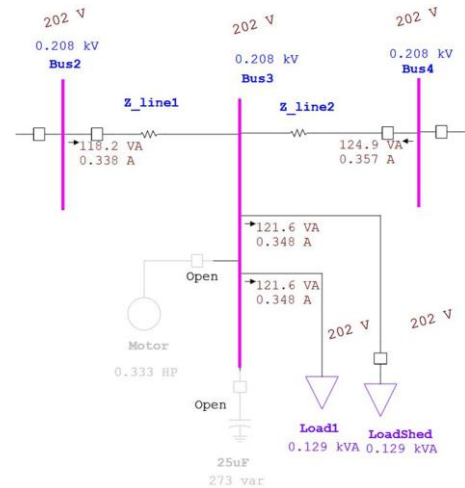 202 V
0.208 kV
Bus2
202 V
0.208 kV
Bus3
202 V
0.208 kV
Bus4
Z_line1
Z_line2
118.2 VA
0.338 A
124.9 VA
0.357 A
121.6 VA
0.348 A
Open
121.6 VA
0.348 A
202 V
202 V
Motor
0.333 HP
Open
Load1
0.129 kVA
LoadShed
0.129 kVA
25uF
273 var